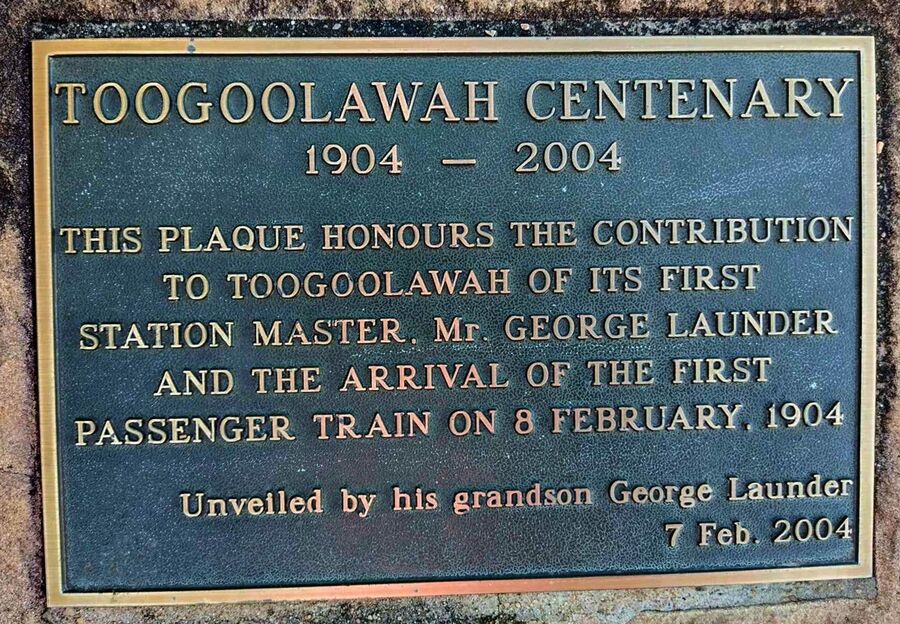 TOOGOOLAWAH CENTENARY
1904 — 2004
THIS PLAQUE HONOURS THE CONTRIBUTION
TO TOOGOOLAWAH OF ITS FIRST
STATION MASTER, Mr. GEORGE LAUNDER
AND THE ARRIVAL OF THE FIRST
PASSENGER TRAIN ON 8 FEBRUARY, 1904
Unveiled by his grandson George Launder
7 Feb. 2004